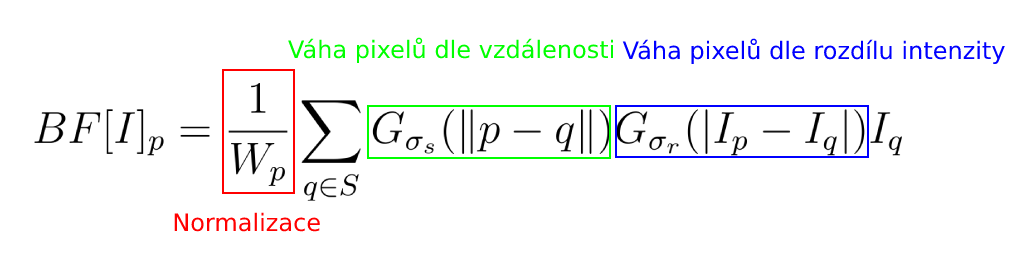 Váha pixelů dle vzdálenosti Váha pixelů dle rozdílu intenzity
$BF[I]_p = \frac{1}{W_p} \sum_{q \in S} G_{\sigma_s}(\|p - q\|) G_{\sigma_r}(|I_p - I_q|) I_q$
Normalizace